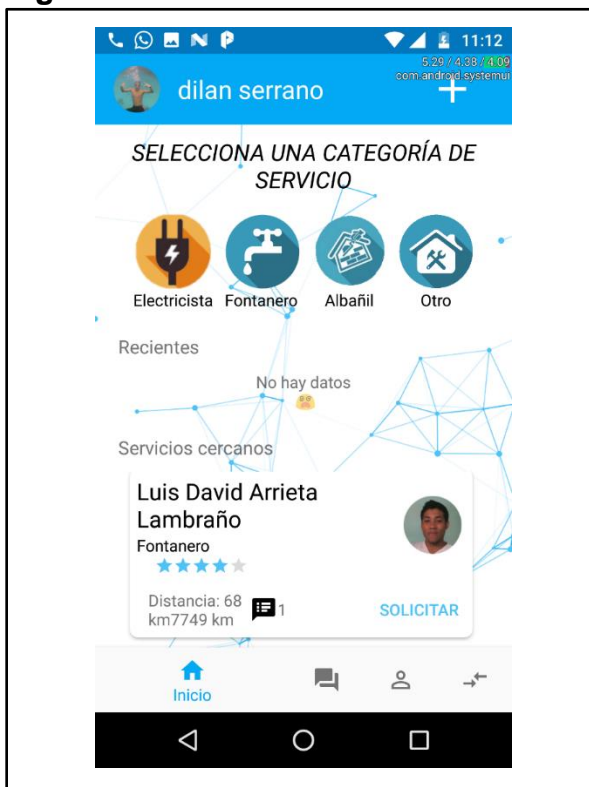 11:12
5.29 / 4.38 / 4.09
com.android.systemui
dilan serrano
SELECCIONA UNA CATEGORÍA DE
SERVICIO
Electricista Fontanero Albañil Otro
Recientes
No hay datos
Servicios cercanos
Luis David Arrieta
Lambraño
Fontanero
Distancia: 68
km7749 km
1
SOLICITAR
Inicio